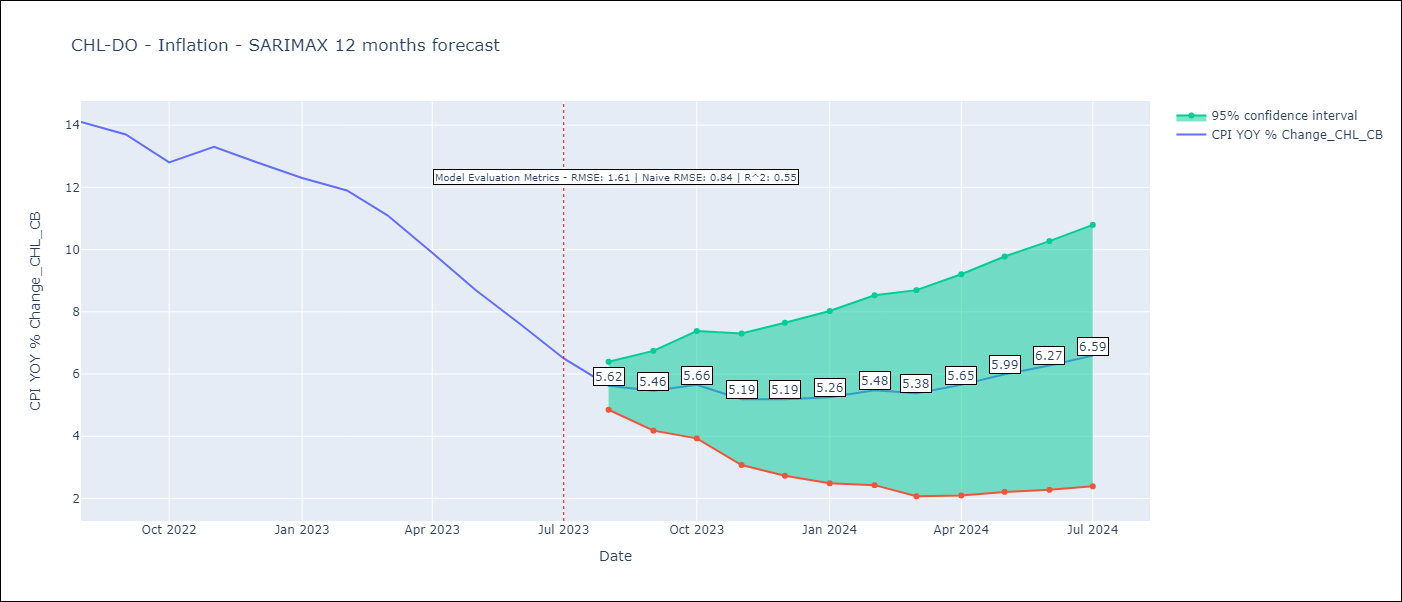 CHL-DO - Inflation - SARIMAX 12 months forecast
95% confidence interval
CPI YOY % Change_CHL_CB
Model Evaluation Metrics - RMSE: 1.61 | Naive RMSE: 0.84 | R^2: 0.55
CPI YOY % Change_CHL_CB
14
12
10
8
6
4
2
5.62
5.46
5.66
5.19
5.19
5.26
5.48
5.38
5.65
5.99
6.27
6.59
Oct 2022
Jan 2023
Apr 2023
Jul 2023
Oct 2023
Jan 2024
Apr 2024
Jul 2024
Date